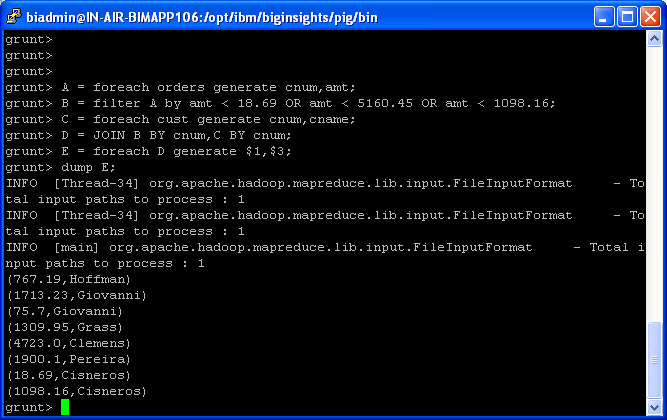 biadmin@IN-AIR-BIMAPP106:/opt/ibm/biginsights/pig/bin
grunt>
grunt>
grunt>
grunt> A = foreach orders generate cnum,amt;
grunt> B = filter A by amt < 18.69 OR amt < 5160.45 OR amt < 1098.16;
grunt> C = foreach cust generate cnum,cname;
grunt> D = JOIN B BY cnum,C BY cnum;
grunt> E = foreach D generate $1,$3;
grunt> dump E;
INFO  [Thread-34] org.apache.hadoop.mapreduce.lib.input.FileInputFormat     - To
tal input paths to process : 1
INFO  [Thread-34] org.apache.hadoop.mapreduce.lib.input.FileInputFormat     - To
tal input paths to process : 1
INFO  [main] org.apache.hadoop.mapreduce.lib.input.FileInputFormat     - Total i
nput paths to process : 1
(767.19,Hoffman)
(1713.23,Giovanni)
(75.7,Giovanni)
(1309.95,Grass)
(4723.0,Clemens)
(1900.1,Pereira)
(18.69,Cisneros)
(1098.16,Cisneros)
grunt>